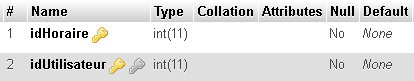 # Name Type Collation Attributes Null Default
1 idHoraire int(11) No None
2 idUtilisateur int(11) No None